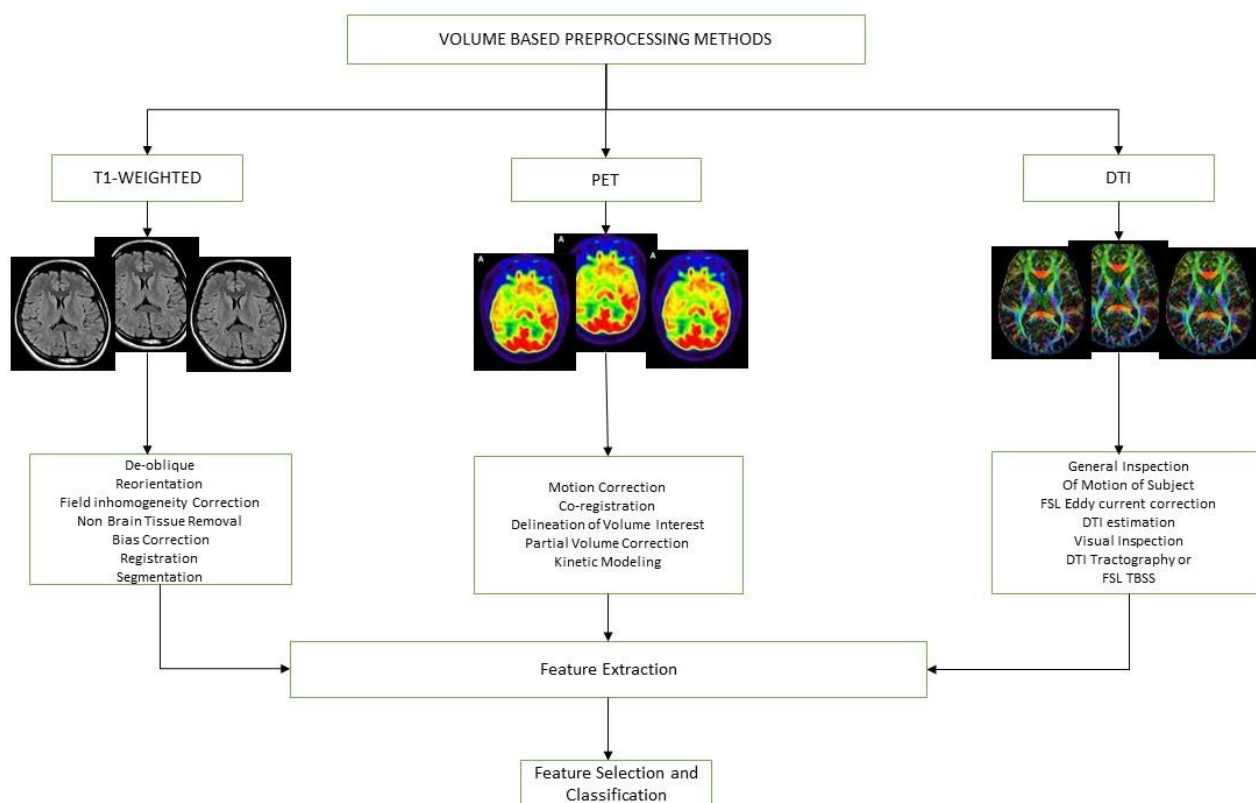 VOLUME BASED PREPROCESSING METHODS
T1-WEIGHTED
PET
DTI
A
A
A
De-oblique
Reorientation
Field inhomogeneity Correction
Non Brain Tissue Removal
Bias Correction
Registration
Segmentation
Motion Correction
Co-registration
Delineation of Volume Interest
Partial Volume Correction
Kinetic Modeling
General Inspection
Of Motion of Subject
FSL Eddy current correction
DTI estimation
Visual Inspection
DTI Tractography or
FSL TBSS
Feature Extraction
Feature Selection and
Classification